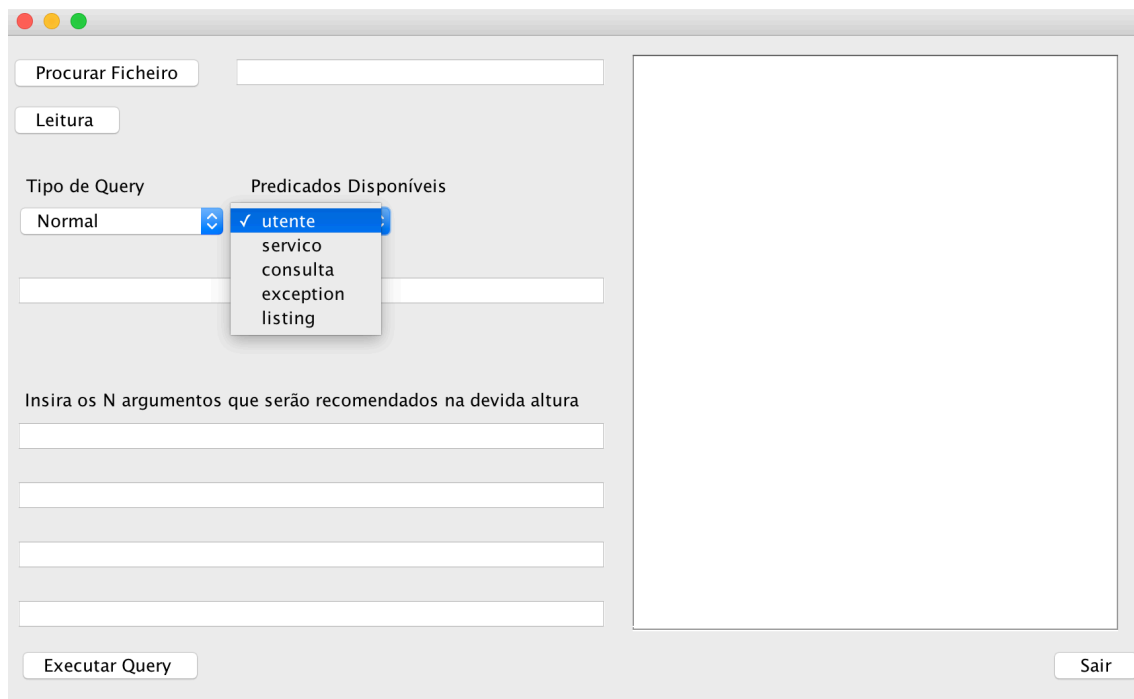 Procurar Ficheiro
Leitura
Tipo de Query
Predicados Disponíveis
Normal
✓ utente
servico
consulta
exception
listing
Insira os N argumentos que serão recomendados na devida altura
Executar Query
Sair